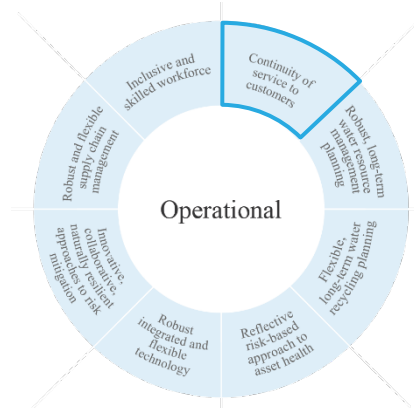 Continuity of
service to
customers
Robust, long-term
water resource
management
planning
Flexible,
long-term water
recycling planning
Reflective
risk-based
approach to
asset health
Robust
integrated and
flexible
technology
Innovative,
collaborative,
naturally resilient
approaches to risk
mitigation
Robust and flexible
supply chain
management
Inclusive and
skilled workforce
Operational